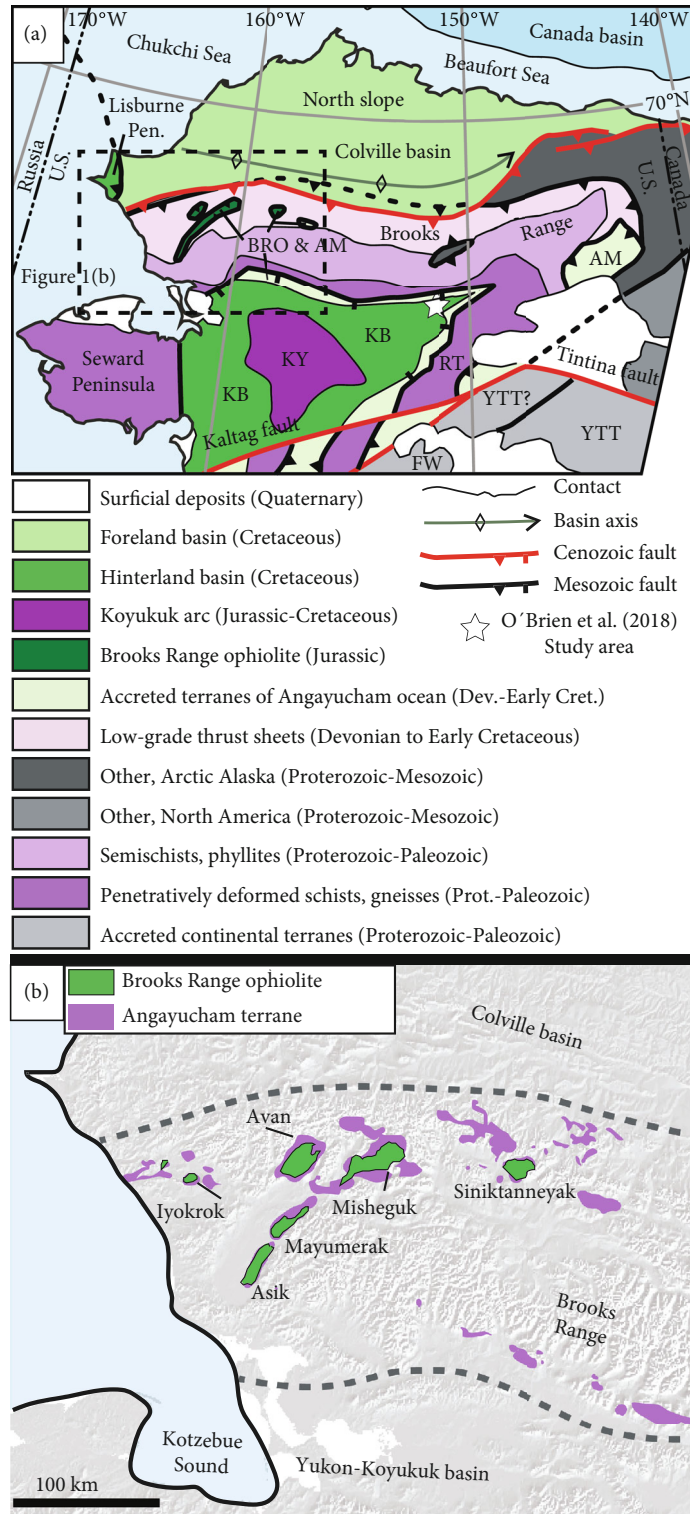 170°W
160°W
150°W
140°W
(a)
Chukchi Sea
Canada basin
Beaufort Sea
North slope
70°N
Lisburne
Pen.
Russia
U.S.
Colville basin
U.S.
Canada
Brooks
Range
BRO & AM
AM
Figure 1(b)
Seward
Peninsula
KB
KY
KB
RT
Tintina fault
YTT?
Kaltag fault
YTT
FW
Surficial deposits (Quaternary)
Foreland basin (Cretaceous)
Hinterland basin (Cretaceous)
Koyukuk arc (Jurassic-Cretaceous)
Brooks Range ophiolite (Jurassic)
Accreted terranes of Angayucham ocean (Dev.-Early Cret.)
Low-grade thrust sheets (Devonian to Early Cretaceous)
Other, Arctic Alaska (Proterozoic-Mesozoic)
Other, North America (Proterozoic-Mesozoic)
Semischists, phyllites (Proterozoic-Paleozoic)
Penetratively deformed schists, gneisses (Prot.-Paleozoic)
Accreted continental terranes (Proterozoic-Paleozoic)
Contact
Basin axis
Cenozoic fault
Mesozoic fault
O´Brien et al. (2018)
Study area
(b)
Brooks Range ophiolite
Angayucham terrane
Colville basin
Avan
Iyokrok
Misheguk
Siniktanneyak
Mayumerak
Asik
Brooks
Range
Kotzebue
Sound
Yukon-Koyukuk basin
100 km